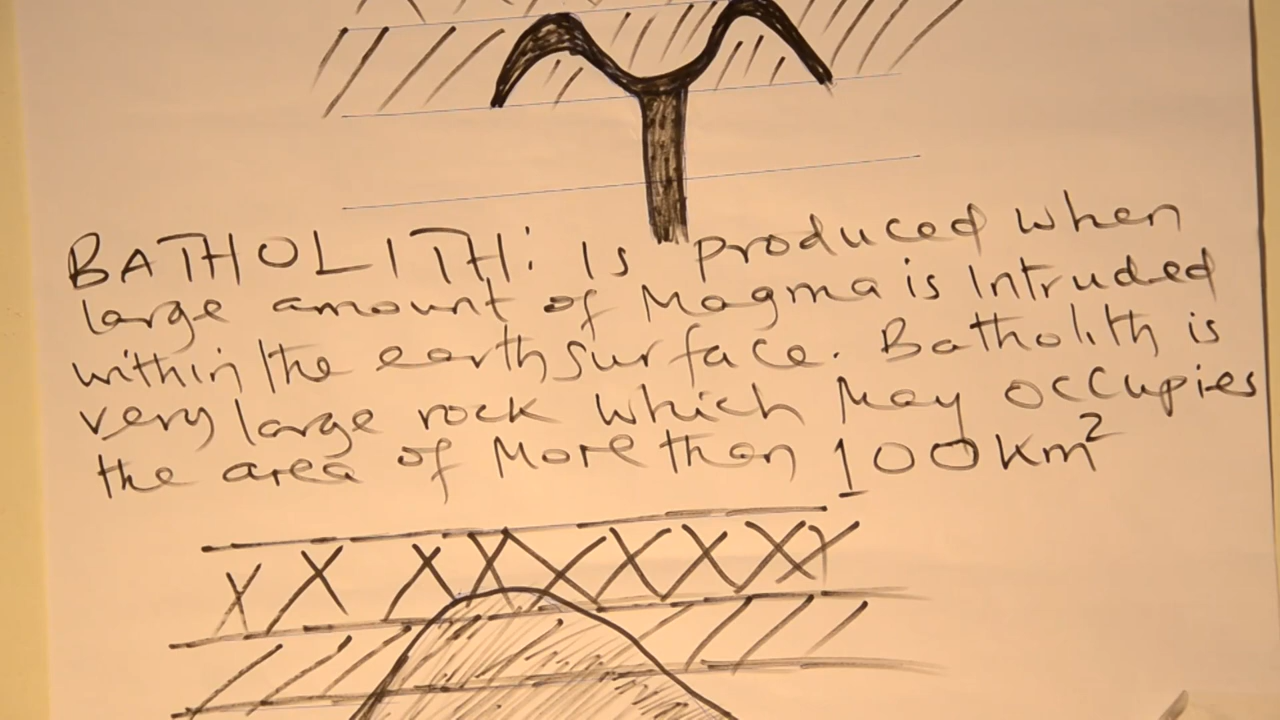 BATHOLITH: Is produced when
large amount of Magma is Intruded
within the earth surface. Batholith is
very large rock which May occupies
the area of More than 100km²